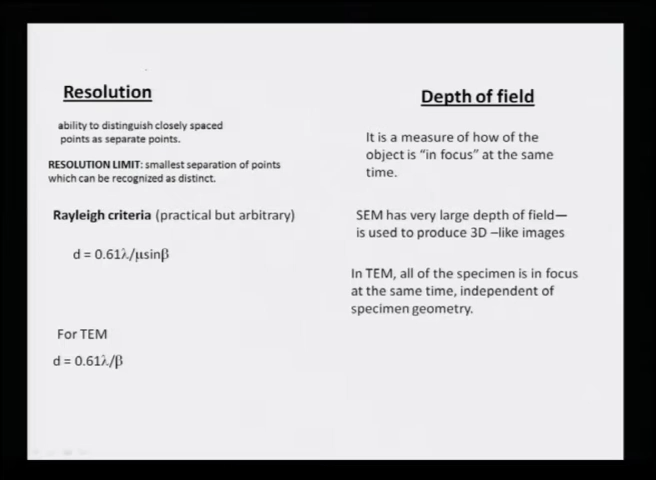 Resolution
ability to distinguish closely spaced
points as separate points.
RESOLUTION LIMIT: smallest separation of points
which can be recognized as distinct.
Rayleigh criteria (practical but arbitrary)
d = 0.61λ/μsinβ
For TEM
d = 0.61λ/β
Depth of field
It is a measure of how of the
object is “in focus” at the same
time.
SEM has very large depth of field—
is used to produce 3D –like images
In TEM, all of the specimen is in focus
at the same time, independent of
specimen geometry.